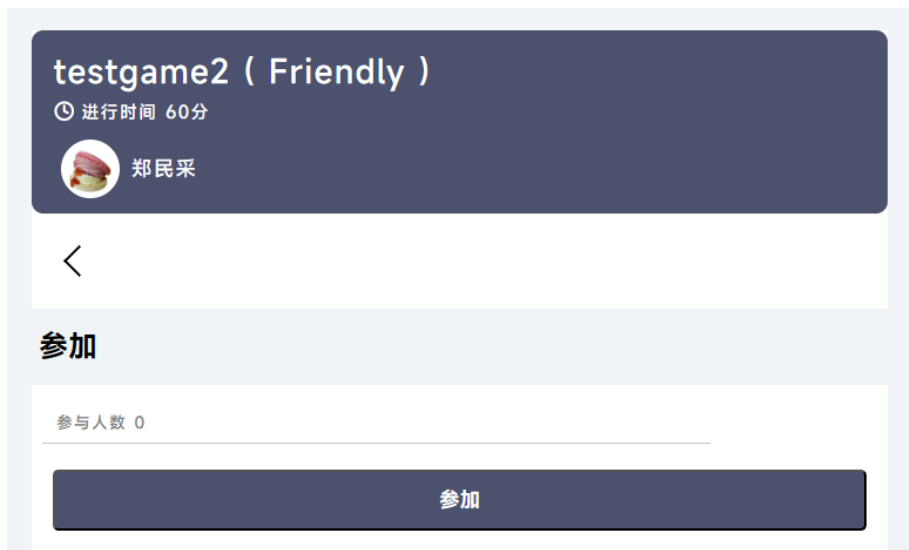 testgame2 ( Friendly )
进行时间 60分
郑民采
参加
参与人数 0
参加